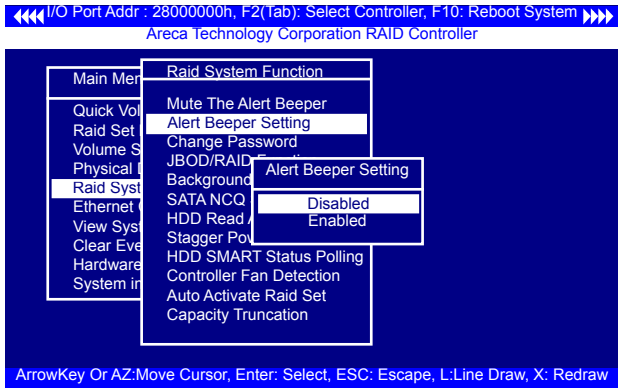 I/O Port Addr : 28000000h, F2(Tab): Select Controller, F10: Reboot System
Areca Technology Corporation RAID Controller
Main Men
Quick Vol
Raid Set
Volume S
Physical
Raid Syst
Ethernet
View Syst
Clear Eve
Hardware
System in
Raid System Function
Mute The Alert Beeper
Alert Beeper Setting
Change Password
JBOD/RAID
Background
SATA NCQ
HDD Read
Stagger Pow
HDD SMART Status Polling
Controller Fan Detection
Auto Activate Raid Set
Capacity Truncation
Alert Beeper Setting
Disabled
Enabled
ArrowKey Or AZ:Move Cursor, Enter: Select, ESC: Escape, L:Line Draw, X: Redraw